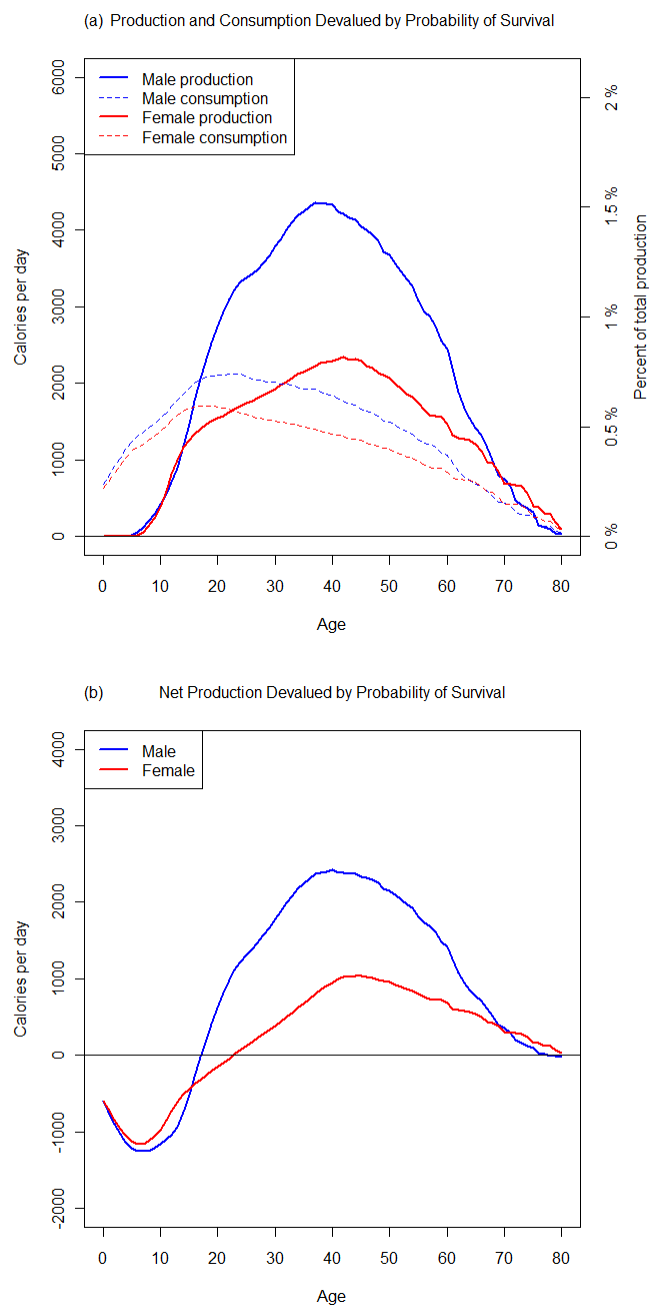 (a) Production and Consumption Devalued by Probability of Survival
Male production
Male consumption
Female production
Female consumption
Calories per day
0
1000
2000
3000
4000
5000
6000
0 %
0.5 %
1 %
1.5 %
2 %
Percent of total production
0 10 20 30 40 50 60 70 80
Age
(b) Net Production Devalued by Probability of Survival
Male
Female
Calories per day
-2000
-1000
0
1000
2000
3000
4000
0 10 20 30 40 50 60 70 80
Age